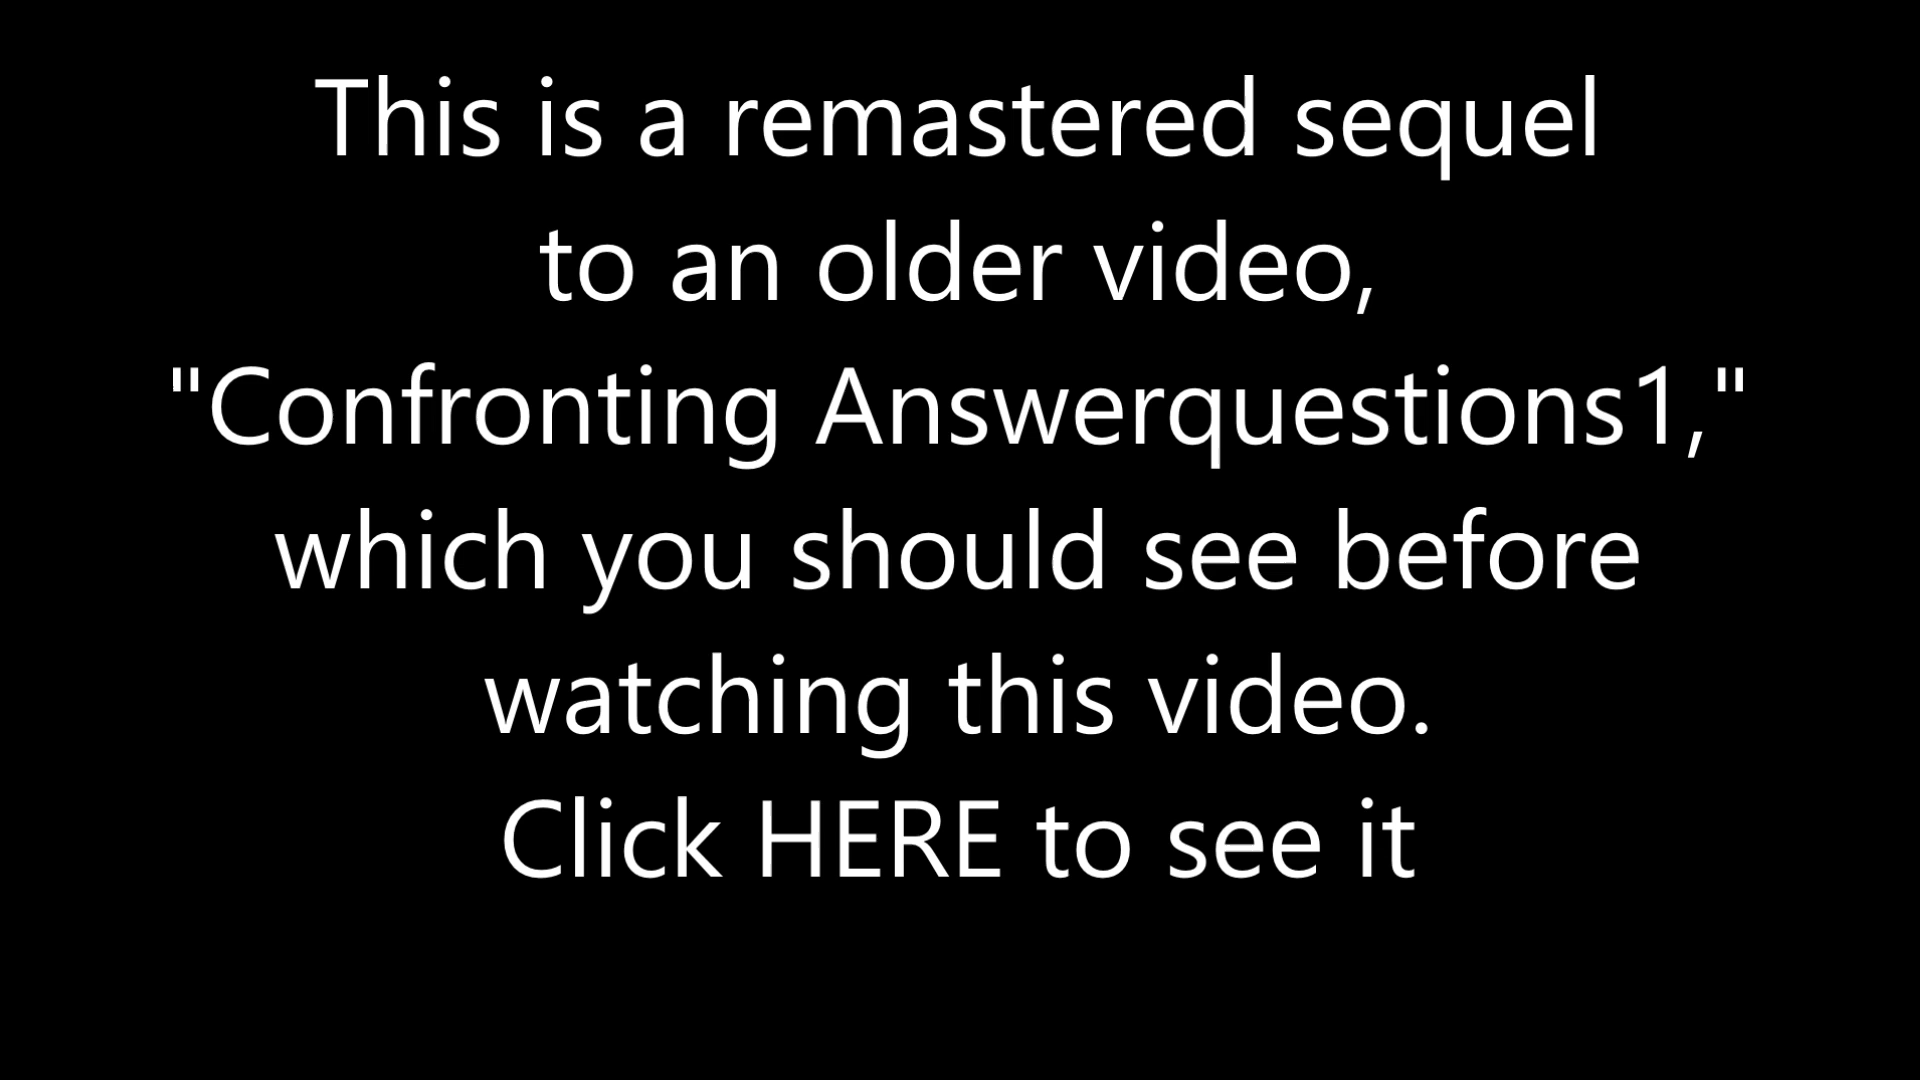 This is a remastered sequel
to an older video,
"Confronting Answerquestions1,"
which you should see before
watching this video.
Click HERE to see it